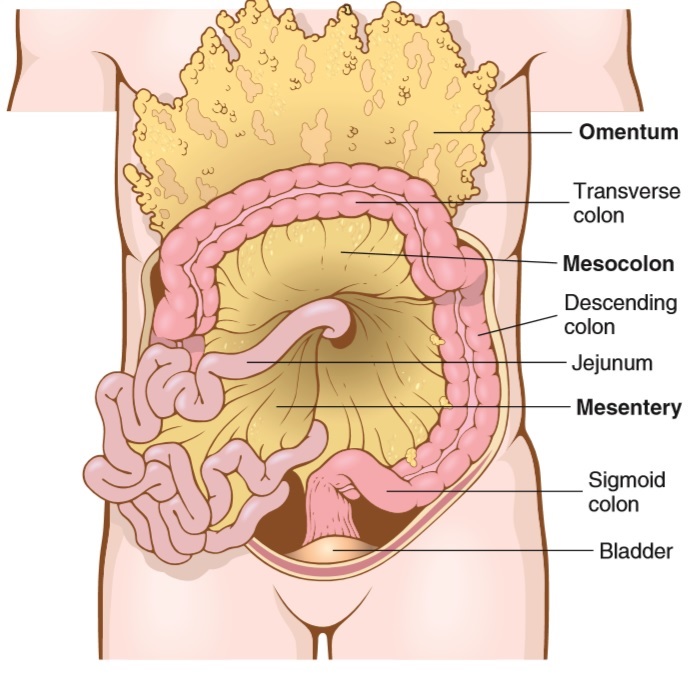 Omentum
Transverse
colon
Mesocolon
Descending
colon
Jejunum
Mesentery
Sigmoid
colon
Bladder